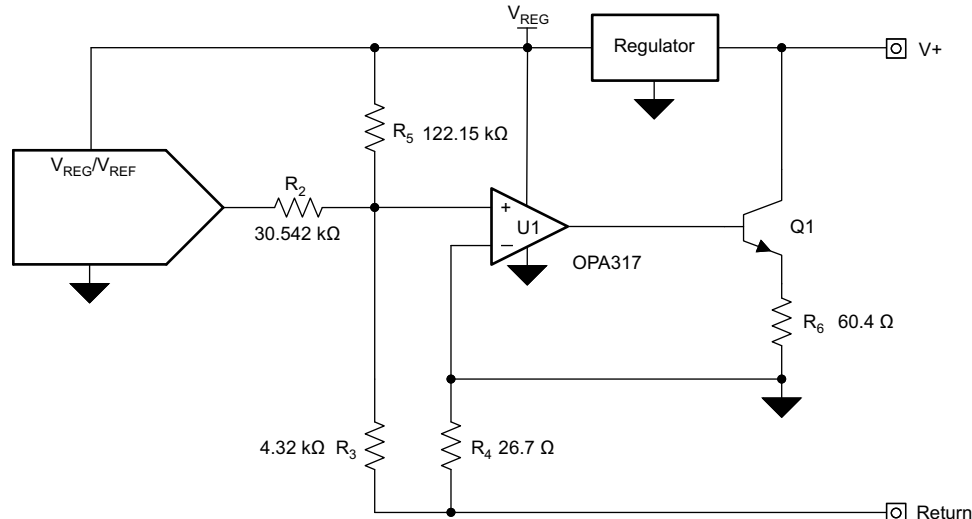 V_REG
Regulator
V+
V_REG/V_REF
R_5 122.15 kΩ
R_2
30.542 kΩ
+
U1
−
OPA317
Q1
R_6 60.4 Ω
4.32 kΩ R_3
R_4 26.7 Ω
Return